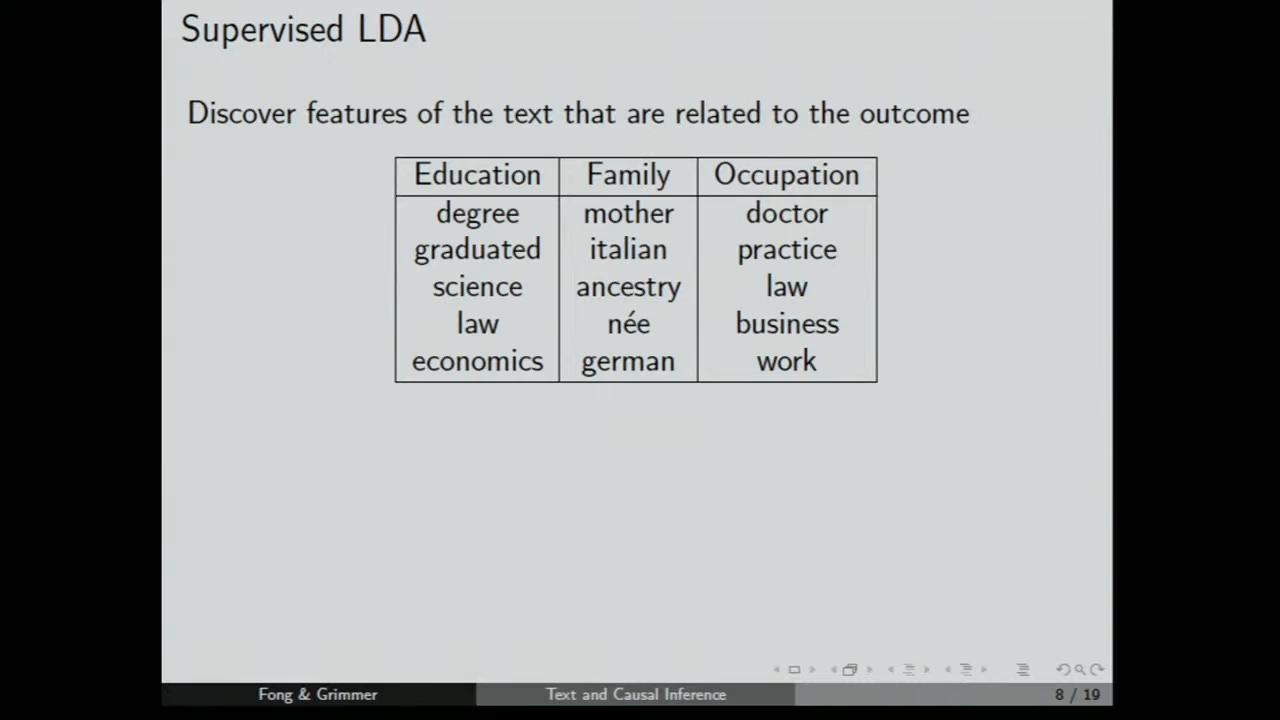 Supervised LDA
Discover features of the text that are related to the outcome
Education Family Occupation
degree mother doctor
graduated italian practice
science ancestry law
law née business
economics german work
Fong & Grimmer Text and Causal Inference 8 / 19